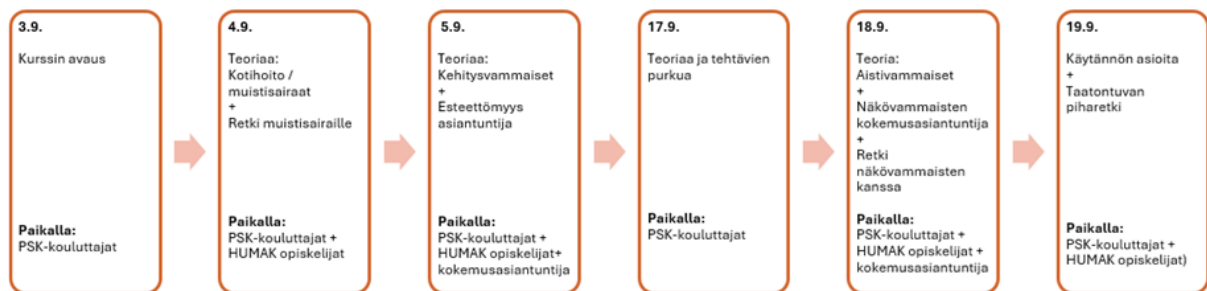 3.9.
Kurssin avaus
Paikalla:
PSK-kouluttajat
4.9.
Teoriaa:
Kotihoito /
muistisairaat
+
Retki muistisairaille
Paikalla:
PSK-kouluttajat +
HUMAK opiskelijat
5.9.
Teoriaa:
Kehitysvammaiset
+
Esteettömyys
asiantuntija
Paikalla:
PSK-kouluttajat +
HUMAK opiskelijat+
kokemusasiantuntija
17.9.
Teoriaa ja tehtävien
purkua
Paikalla:
PSK-kouluttajat
18.9.
Teoria:
Aistivammaiset
+
Näkövammaisten
kokemusasiantuntija
+
Retki
näkövammaisten
kanssa
Paikalla:
PSK-kouluttajat +
HUMAK opiskelijat +
kokemusasiantuntija
19.9.
Käytännön asioita
+
Taatontuvan
piharetki
Paikalla:
PSK-kouluttajat +
HUMAK opiskelijat)